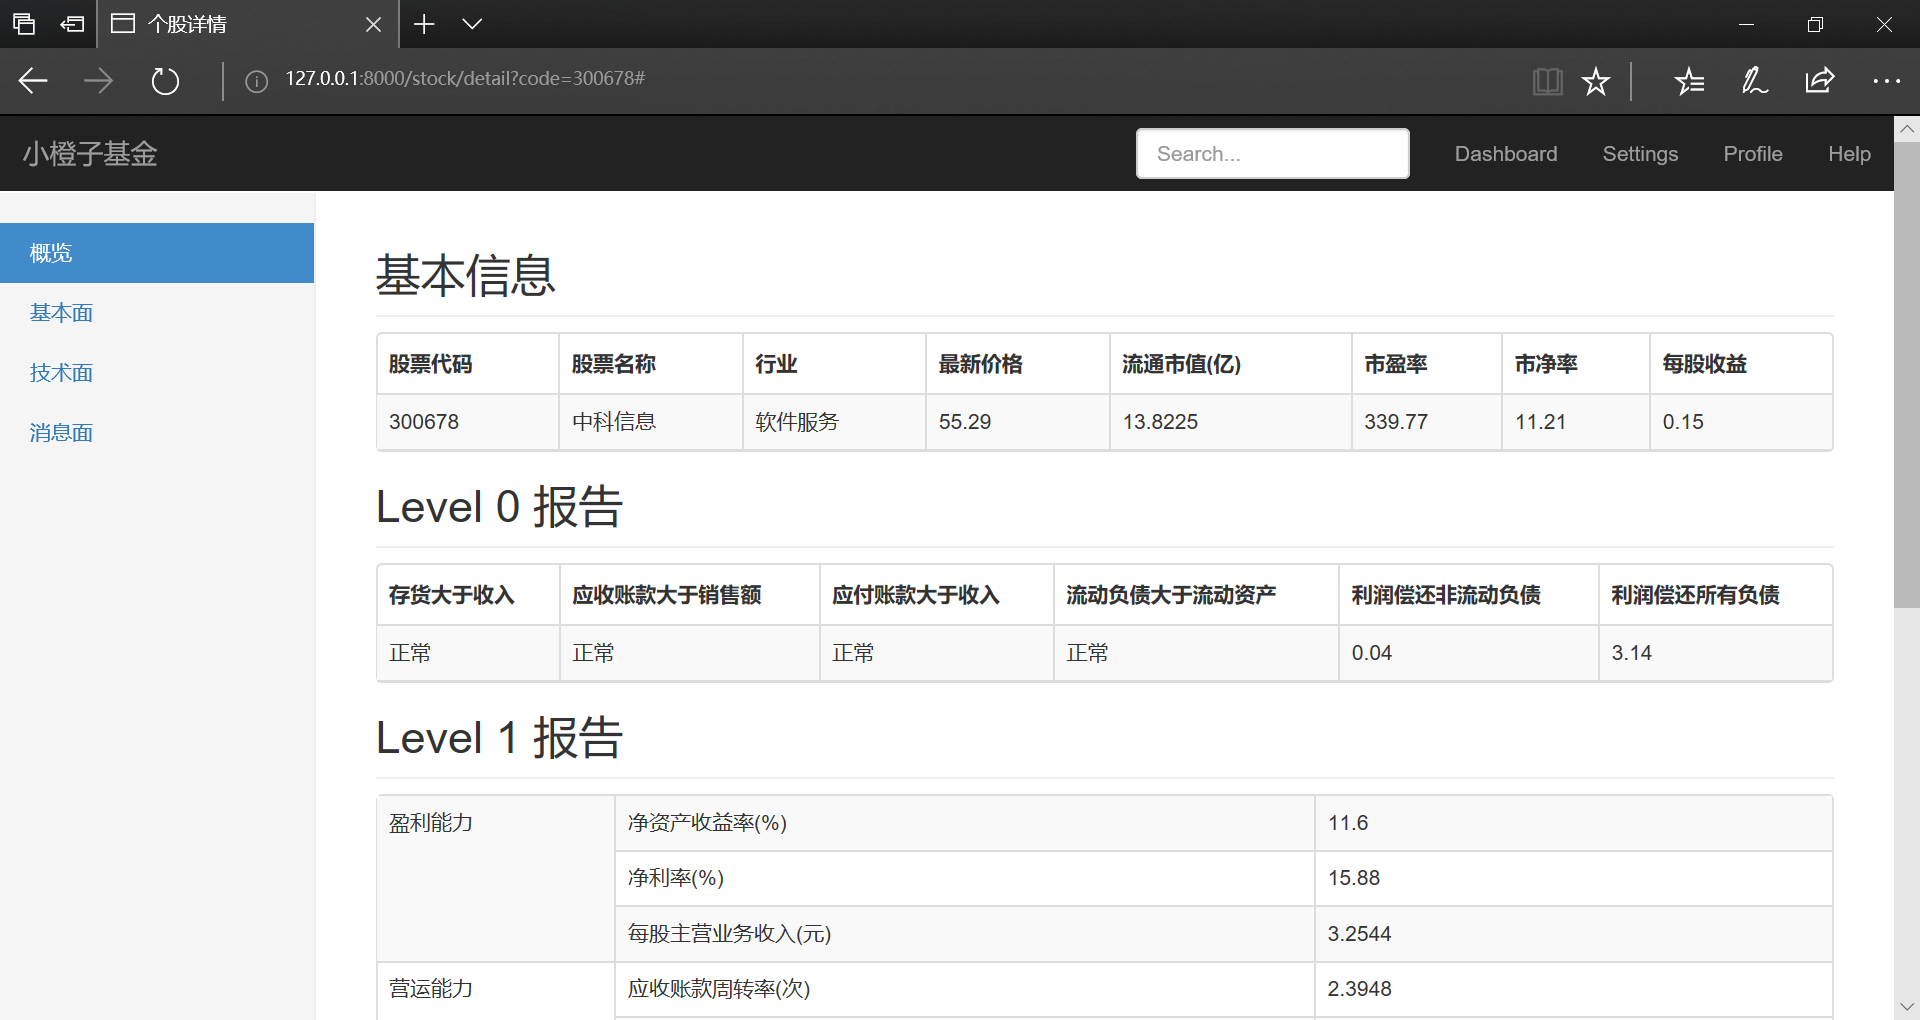 个股详情
127.0.0.1:8000/stock/detail?code=300678#
小橙子基金 Search... Dashboard Settings Profile Help
概览
基本面
技术面
消息面
基本信息
股票代码 股票名称 行业 最新价格 流通市值(亿) 市盈率 市净率 每股收益
300678 中科信息 软件服务 55.29 13.8225 339.77 11.21 0.15
Level 0 报告
存货大于收入 应收账款大于销售额 应付账款大于收入 流动负债大于流动资产 利润偿还非流动负债 利润偿还所有负债
正常 正常 正常 正常 0.04 3.14
Level 1 报告
盈利能力 净资产收益率(%) 11.6
净利率(%) 15.88
每股主营业务收入(元) 3.2544
营运能力 应收账款周转率(次) 2.3948